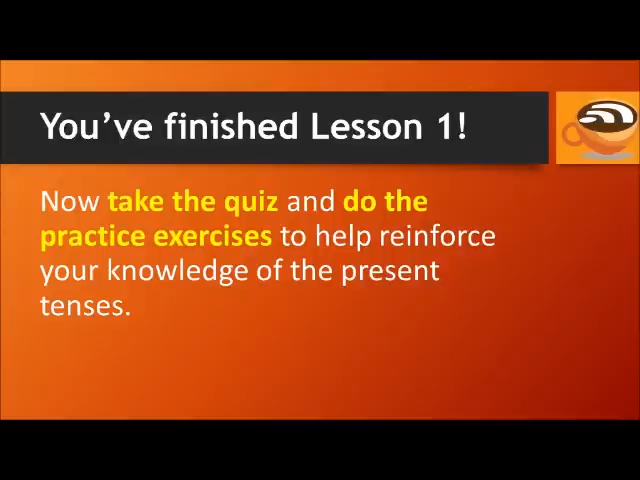 You've finished Lesson 1!
Now take the quiz and do the
practice exercises to help reinforce
your knowledge of the present
tenses.